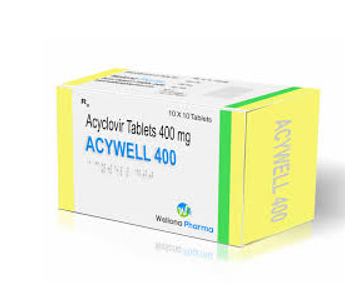 Rx
10 X 10 Tablets
Acyclovir Tablets 400 mg
ACYWELL 400
W
Wellona Pharma
ACYWELL 400